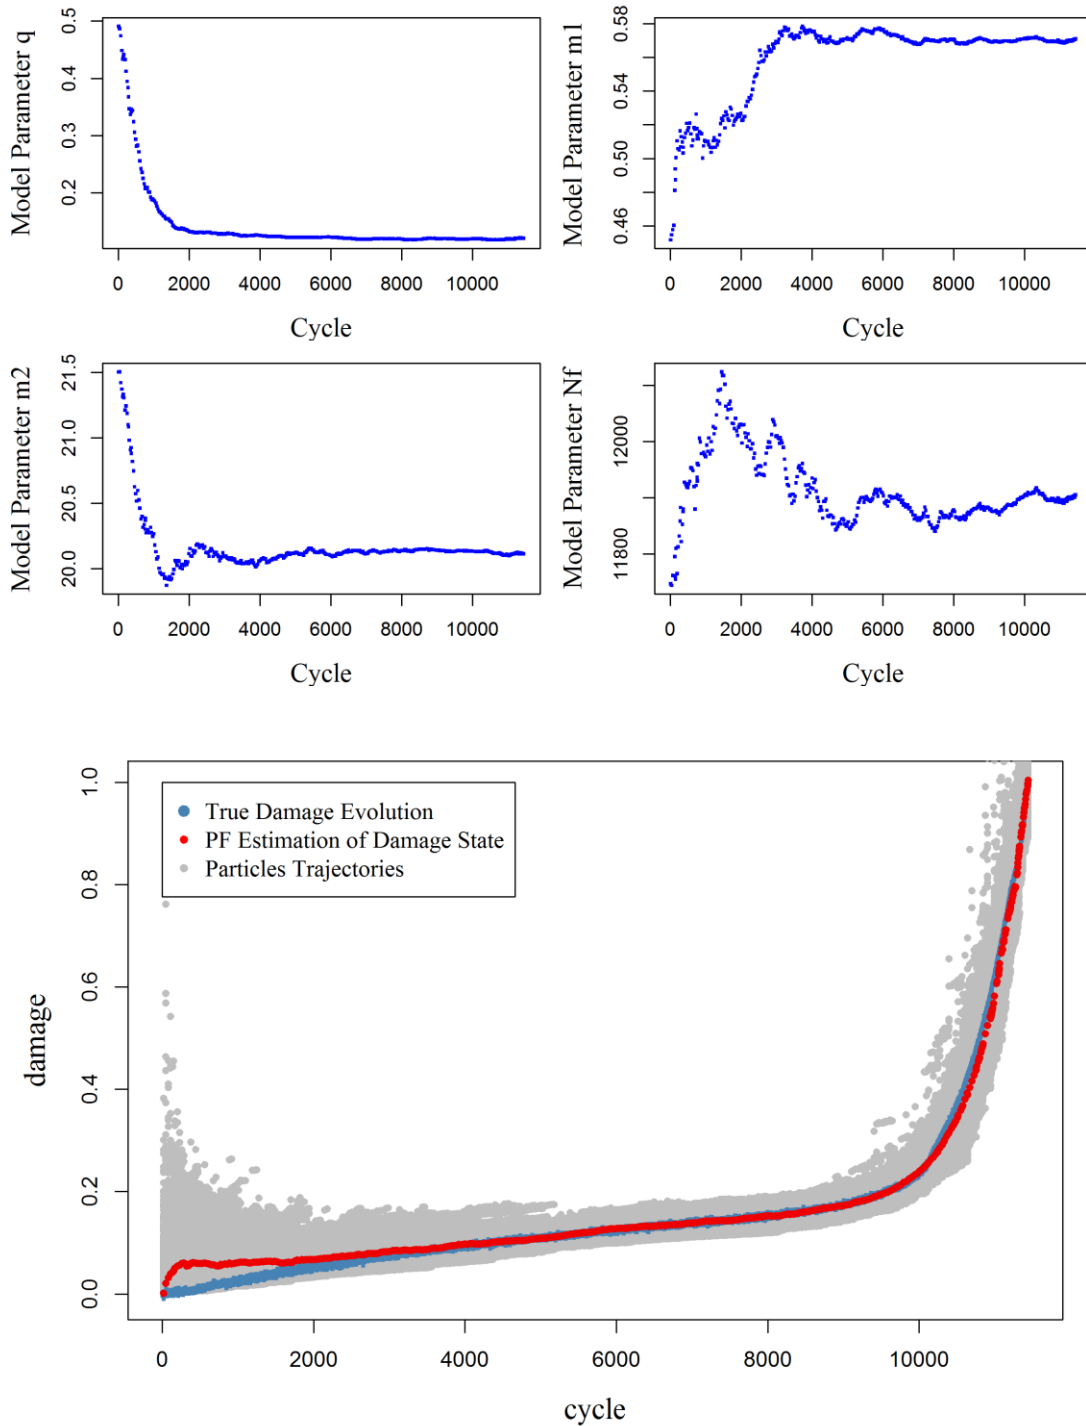 Model Parameter q
0.5
0.4
0.3
0.2
0 2000 4000 6000 8000 10000
Cycle
Model Parameter m1
0.58
0.54
0.50
0.46
0 2000 4000 6000 8000 10000
Cycle
Model Parameter m2
21.5
21.0
20.5
20.0
0 2000 4000 6000 8000 10000
Cycle
Model Parameter Nf
12000
11800
0 2000 4000 6000 8000 10000
Cycle
damage
1.0
0.8
0.6
0.4
0.2
0.0
True Damage Evolution
PF Estimation of Damage State
Particles Trajectories
0 2000 4000 6000 8000 10000
cycle